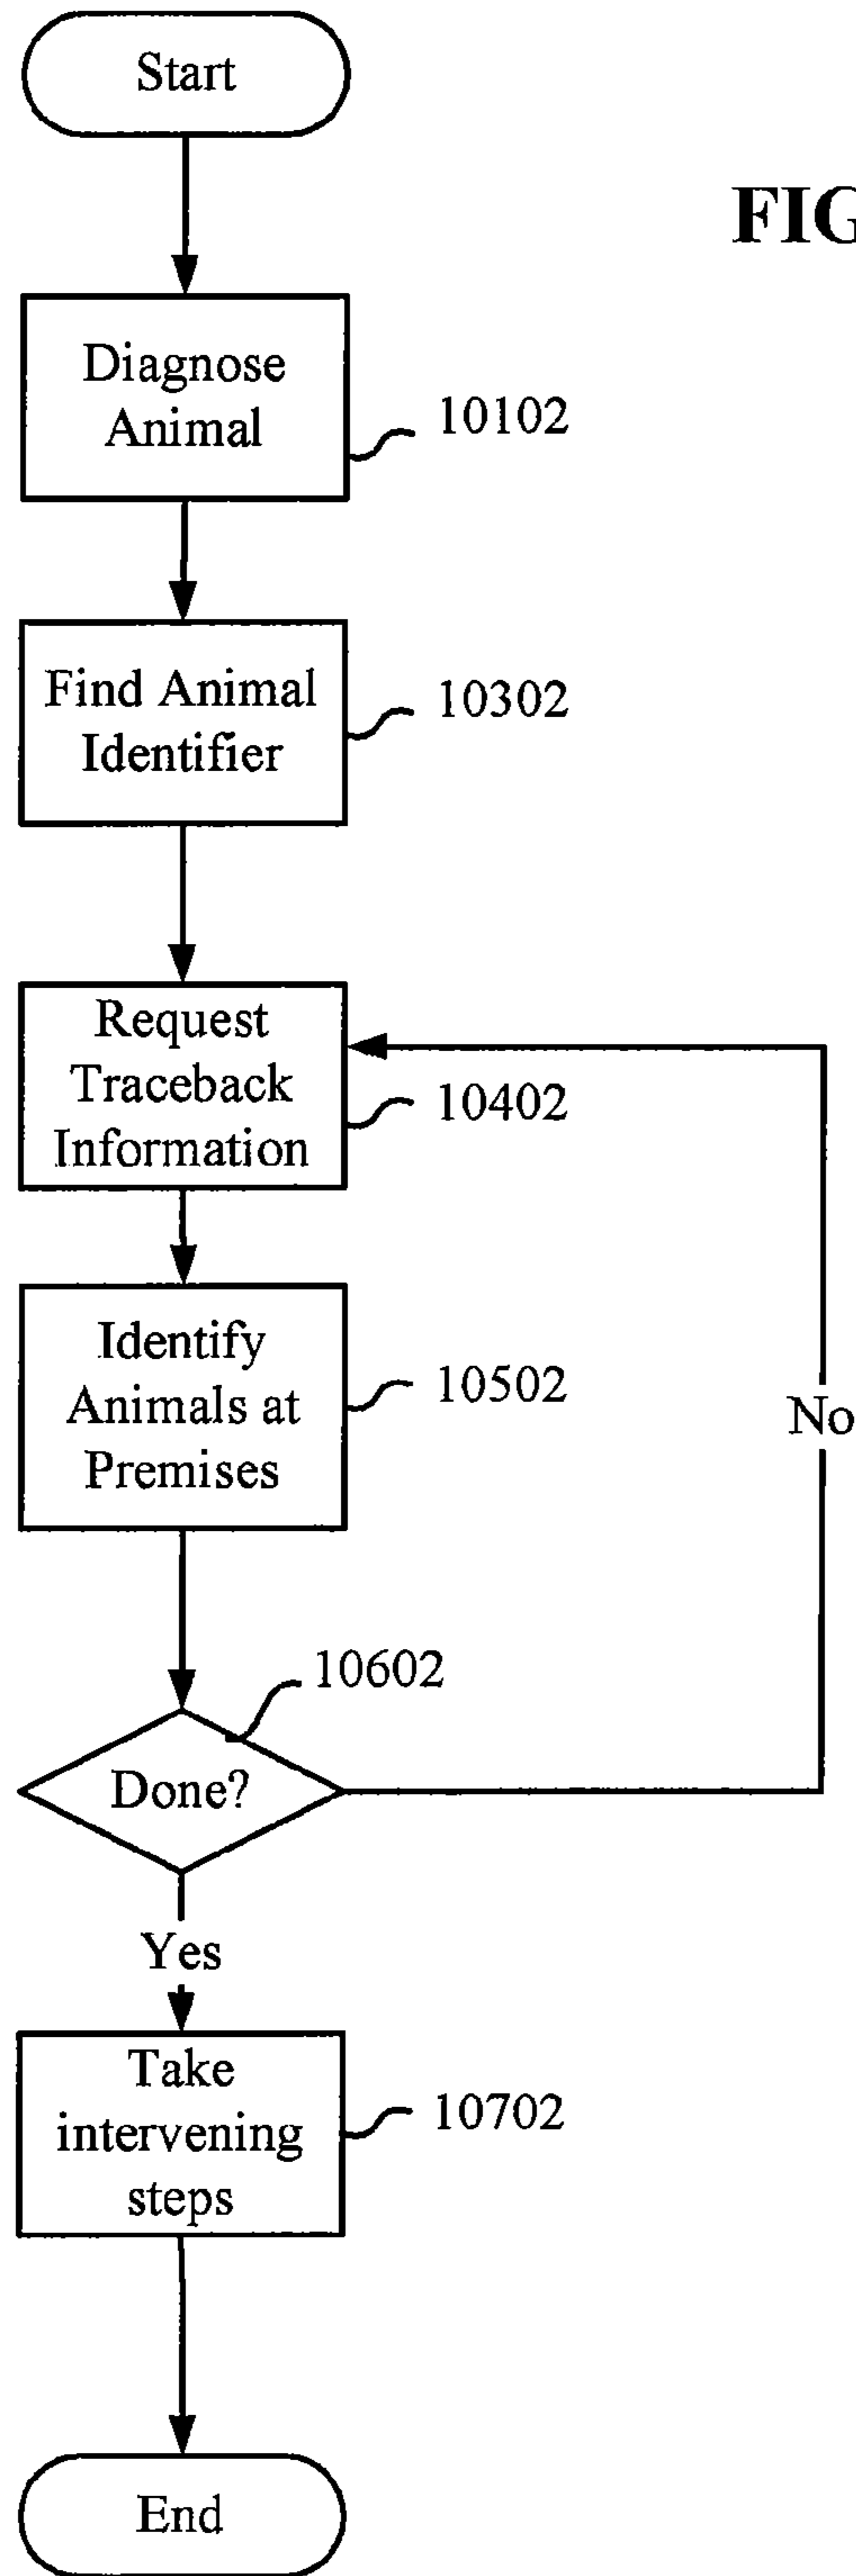 Start
FIG
Diagnose
Animal
10102
Find Animal
Identifier
10302
Request
Traceback
Information
10402
Identify
Animals at
Premises
10502
No
10602
Done?
Yes
Take
intervening
steps
10702
End